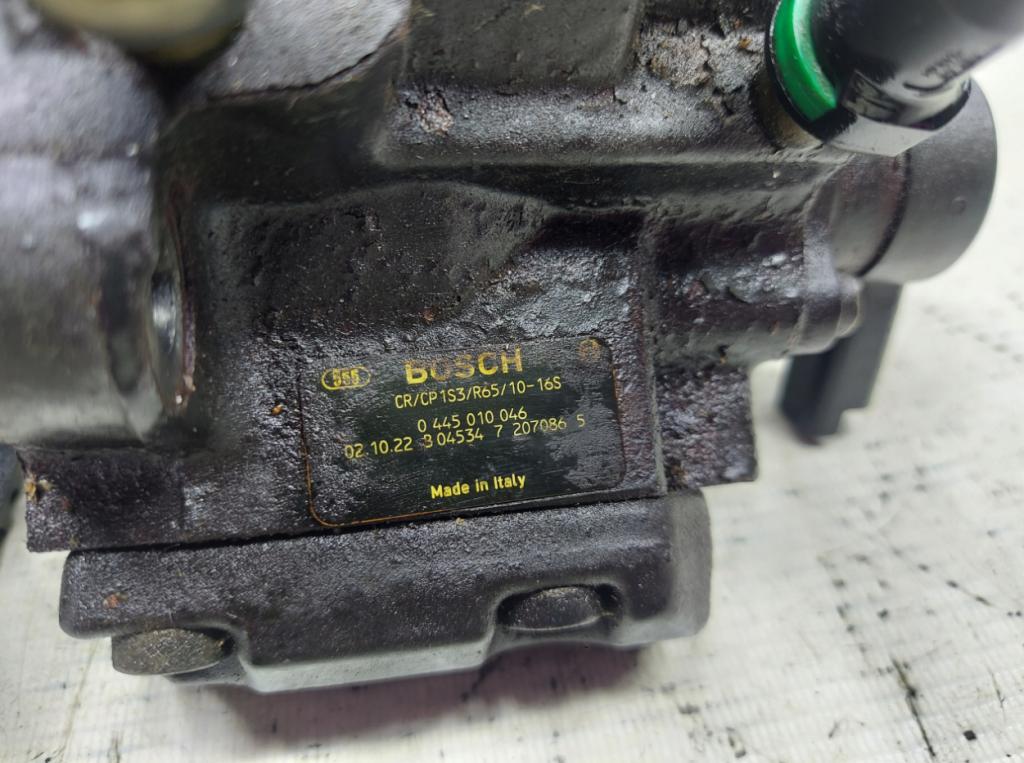 555 BOSCH
CR/CP1S3/R65/10-16S
0 445 010 046
02.10.22 3 04534 7 207086 5
Made in Italy